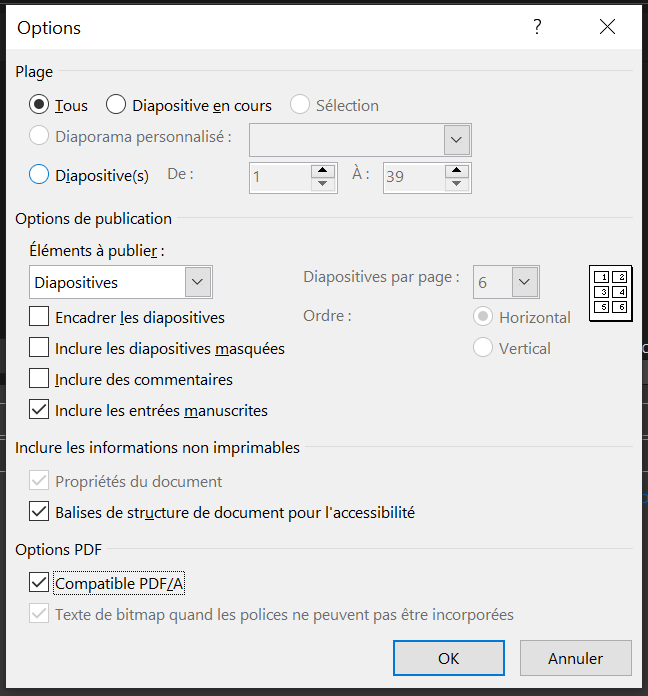 Options ?
Plage
Tous Diapositive en cours Sélection
Diaporama personnalisé :
Diapositive(s) De : 1 À : 39
Options de publication
Éléments à publier :
Diapositives Diapositives par page : 6
1 2
3 4
5 6
Encadrer les diapositives Ordre : Horizontal
Inclure les diapositives masquées Vertical
Inclure des commentaires
Inclure les entrées manuscrites
Inclure les informations non imprimables
Propriétés du document
Balises de structure de document pour l'accessibilité
Options PDF
Compatible PDF/A
Texte de bitmap quand les polices ne peuvent pas être incorporées
OK Annuler